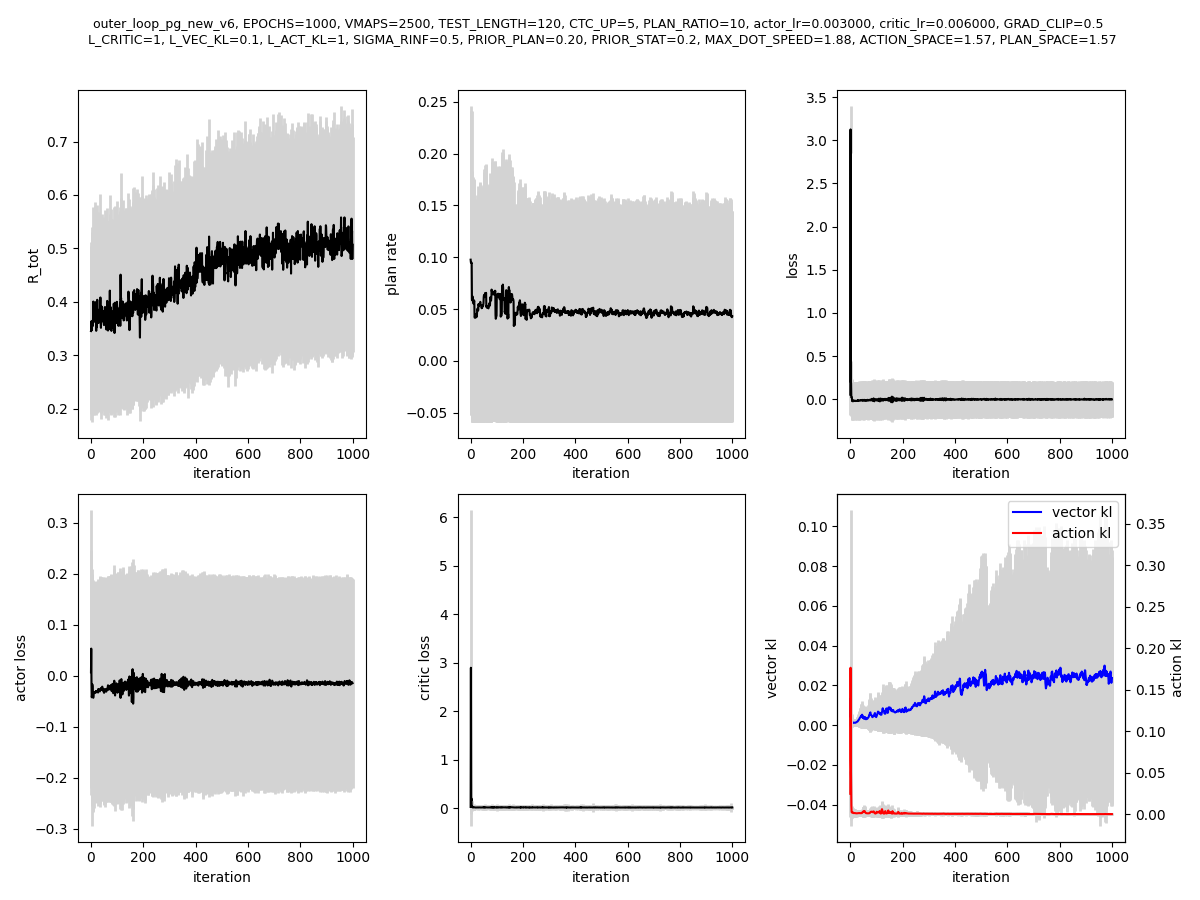 outer_loop_pg_new_v6, EPOCHS=1000, VMAPS=2500, TEST_LENGTH=120, CTC_UP=5, PLAN_RATIO=10, actor_lr=0.003000, critic_lr=0.006000, GRAD_CLIP=0.5
L_CRITIC=1, L_VEC_KL=0.1, L_ACT_KL=1, SIGMA_RINF=0.5, PRIOR_PLAN=0.20, PRIOR_STAT=0.2, MAX_DOT_SPEED=1.88, ACTION_SPACE=1.57, PLAN_SPACE=1.57
R_tot
0.7
0.6
0.5
0.4
0.3
0.2
0 200 400 600 800 1000
iteration
plan rate
0.25
0.20
0.15
0.10
0.05
0.00
−0.05
0 200 400 600 800 1000
iteration
loss
3.5
3.0
2.5
2.0
1.5
1.0
0.5
0.0
0 200 400 600 800 1000
iteration
actor loss
0.3
0.2
0.1
0.0
−0.1
−0.2
−0.3
0 200 400 600 800 1000
iteration
critic loss
6
5
4
3
2
1
0
0 200 400 600 800 1000
iteration
vector kl
0.10
0.08
0.06
0.04
0.02
0.00
−0.02
−0.04
vector kl
action kl
0.35
0.30
0.25
0.20
0.15
0.10
0.05
0.00
action kl
0 200 400 600 800 1000
iteration